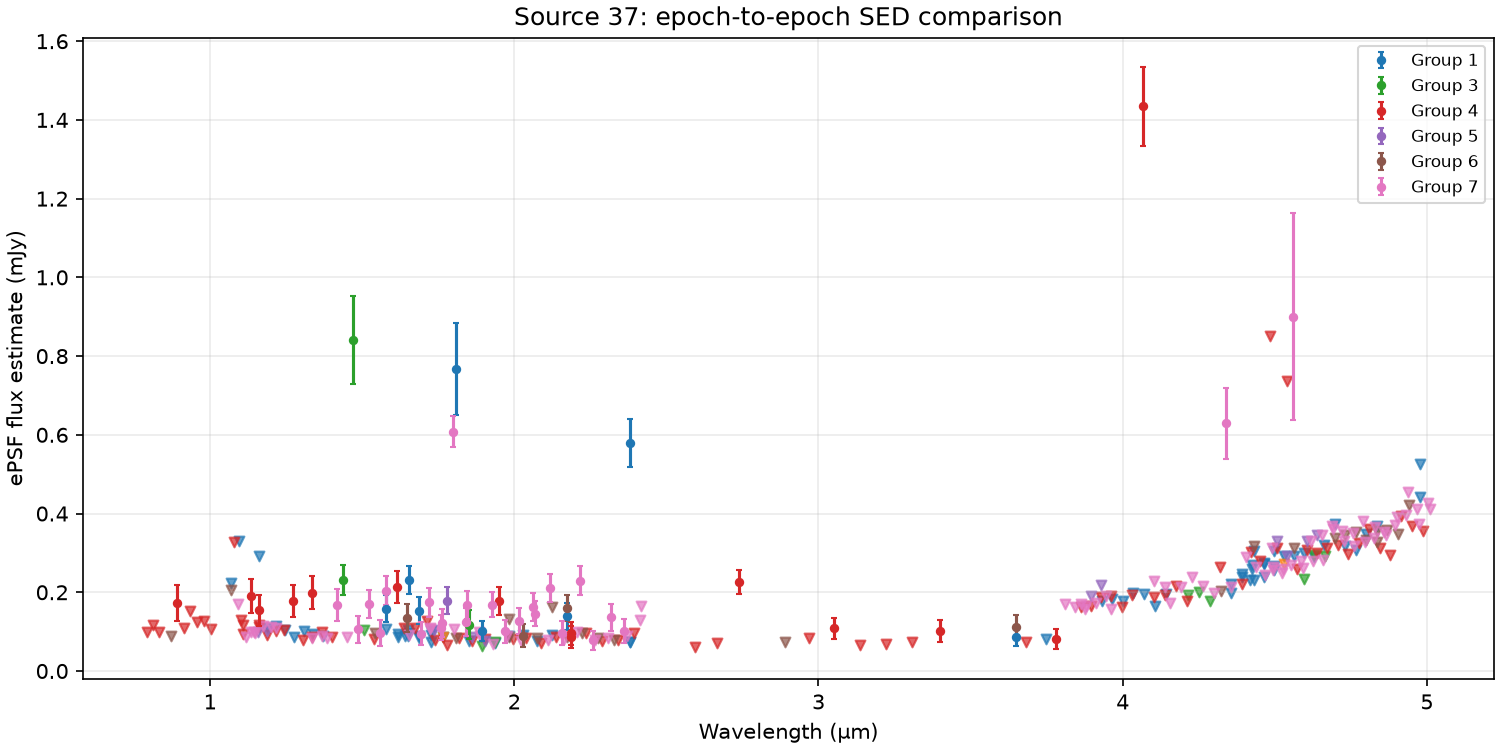 Source 37: epoch-to-epoch SED comparison
ePSF flux estimate (mJy)
1.6
1.4
1.2
1.0
0.8
0.6
0.4
0.2
0.0
Group 1
Group 3
Group 4
Group 5
Group 6
Group 7
1 2 3 4 5
Wavelength (μm)